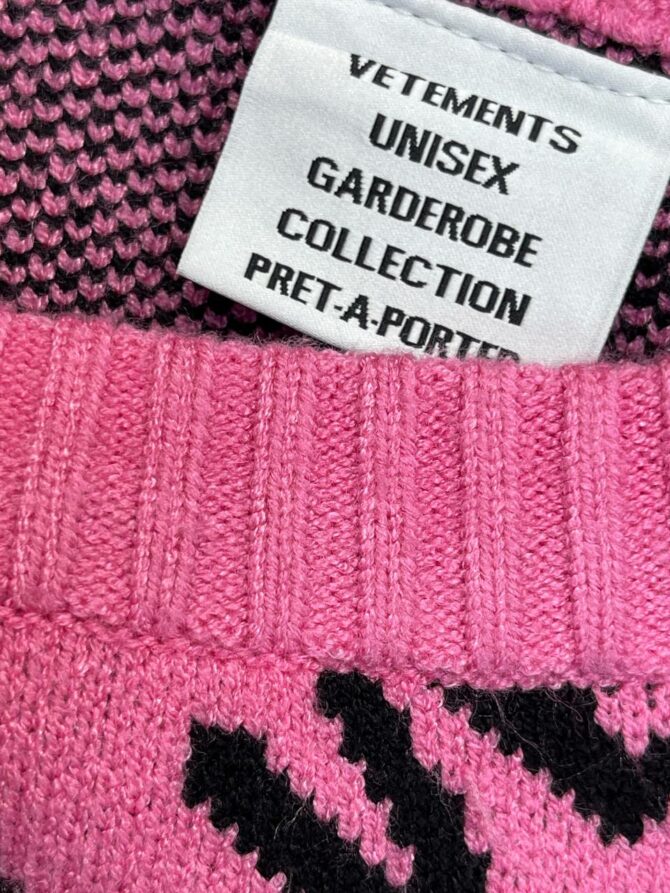 VETEMENTS
UNISEX
GARDEROBE
COLLECTION
PRET-A-PORTER